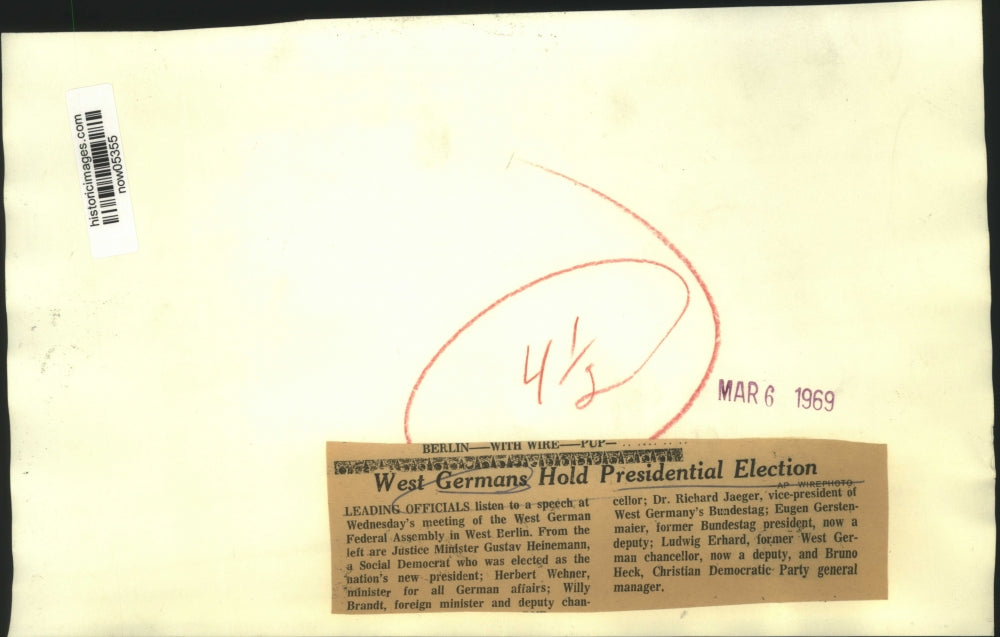 historicimages.com
now05355
4 1/2
MAR 6 1969
BERLIN—WITH WIRE—PUP—
West Germans Hold Presidential Election
AP WIREPHOTO
LEADING OFFICIALS listen to a speech at
Wednesday's meeting of the West German
Federal Assembly in West Berlin. From the
left are Justice Minister Gustav Heinemann,
a Social Democrat who was elected as the
nation's new president; Herbert Wehner,
minister for all German affairs; Willy
Brandt, foreign minister and deputy chan-
cellor; Dr. Richard Jaeger, vice-president of
West Germany's Bundestag; Eugen Gersten-
maier, former Bundestag president, now a
deputy; Ludwig Erhard, former West Ger-
man chancellor, now a deputy, and Bruno
Heck, Christian Democratic Party general
manager.